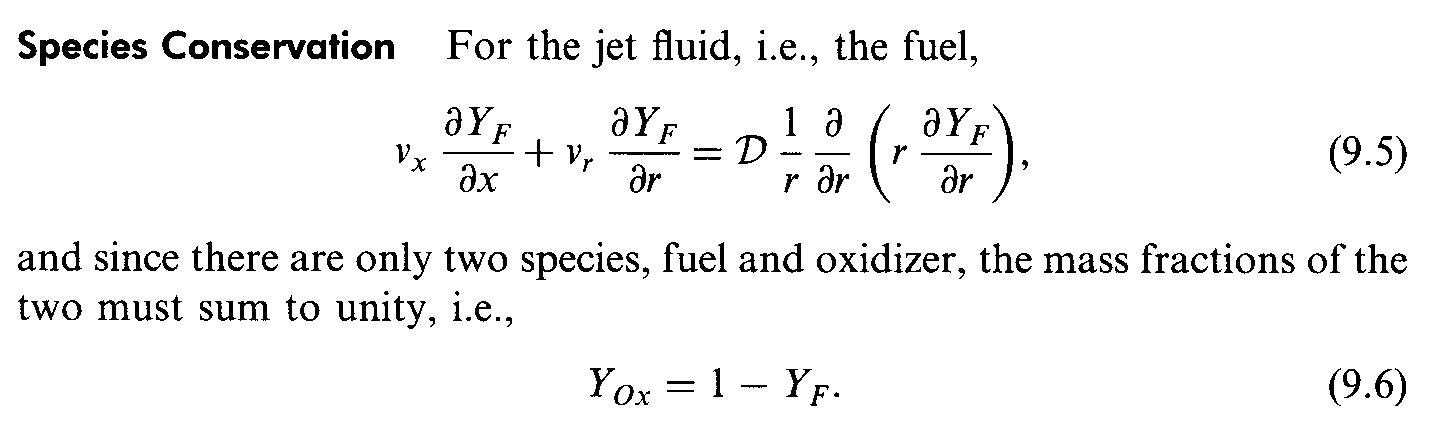 Species Conservation For the jet fluid, i.e., the fuel,
v_x ∂Y_F/∂x + v_r ∂Y_F/∂r = 𝒟 1/r ∂/∂r (r ∂Y_F/∂r), (9.5)
and since there are only two species, fuel and oxidizer, the mass fractions of the
two must sum to unity, i.e.,
Y_Ox = 1 − Y_F. (9.6)